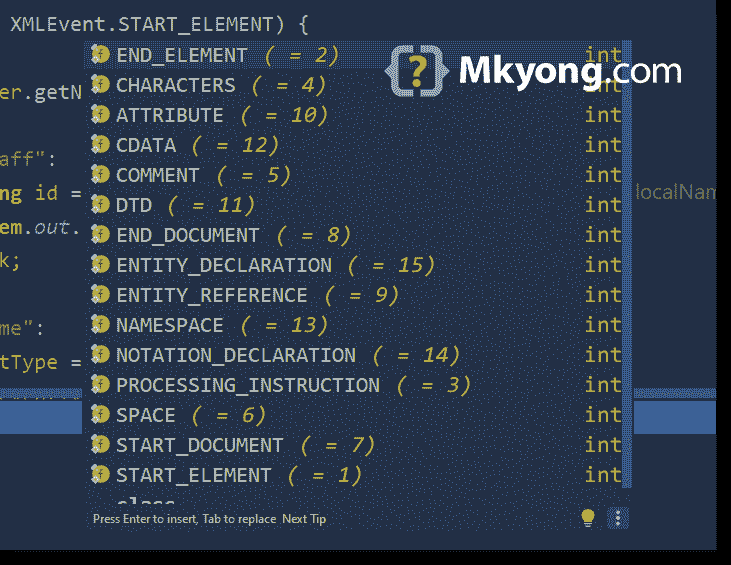 XMLEvent.START_ELEMENT) {
? Mkyong.com
er.getN
aff":
ng id =
localNam
em.out.
k;
me":
tType =
END_ELEMENT ( = 2) int
CHARACTERS ( = 4) int
ATTRIBUTE ( = 10) int
CDATA ( = 12) int
COMMENT ( = 5) int
DTD ( = 11) int
END_DOCUMENT ( = 8) int
ENTITY_DECLARATION ( = 15) int
ENTITY_REFERENCE ( = 9) int
NAMESPACE ( = 13) int
NOTATION_DECLARATION ( = 14) int
PROCESSING_INSTRUCTION ( = 3) int
SPACE ( = 6) int
START_DOCUMENT ( = 7) int
START_ELEMENT ( = 1) int
class
Press Enter to insert, Tab to replace Next Tip